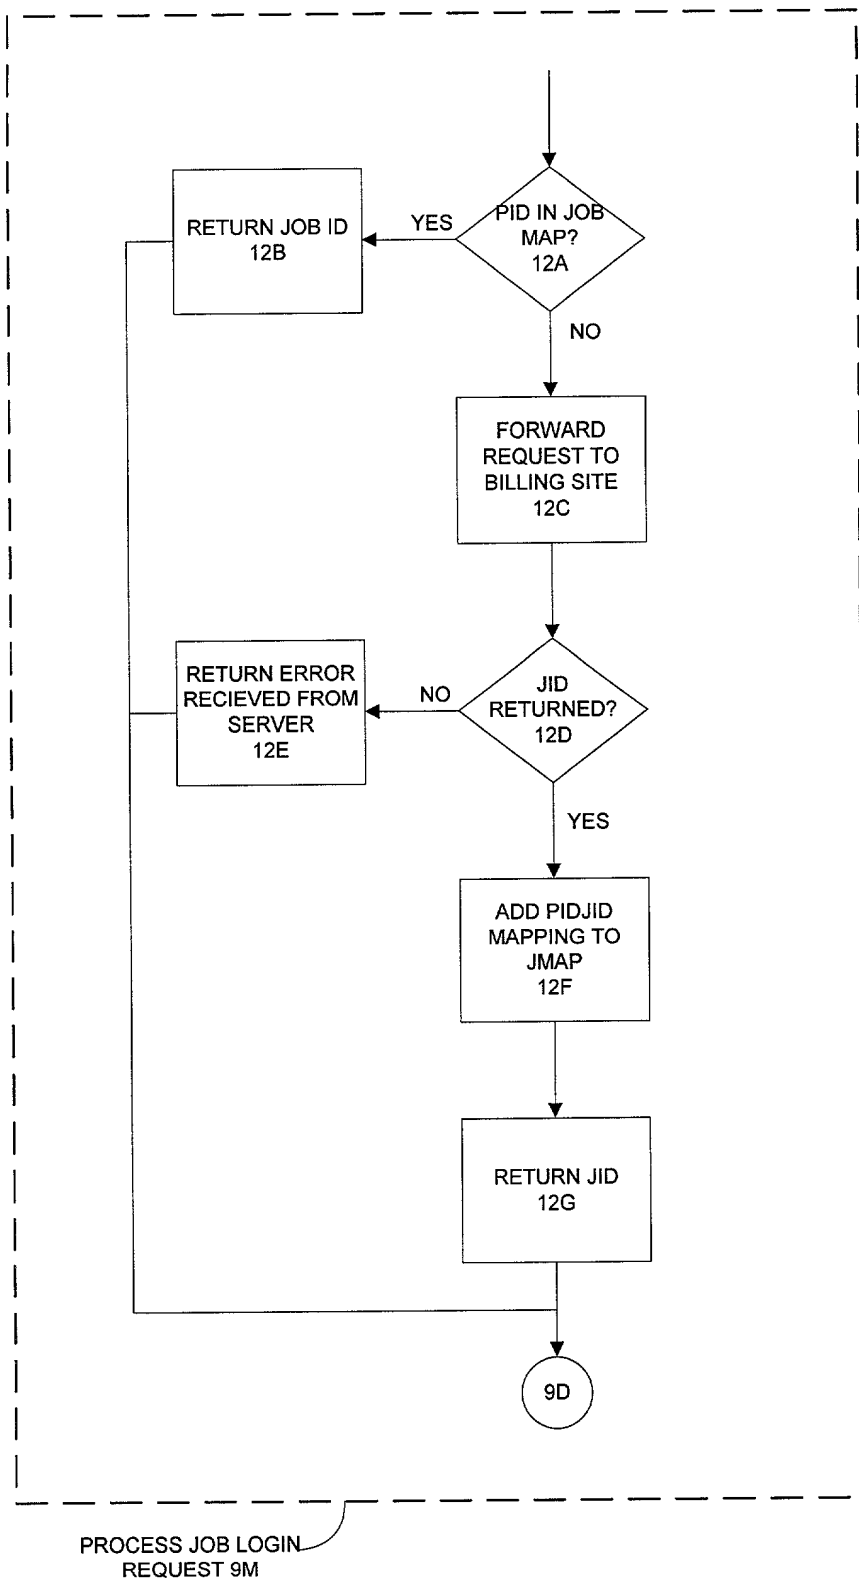 PID IN JOB
MAP?
12A
YES
RETURN JOB ID
12B
NO
FORWARD
REQUEST TO
BILLING SITE
12C
JID
RETURNED?
12D
NO
RETURN ERROR
RECIEVED FROM
SERVER
12E
YES
ADD PIDJID
MAPPING TO
JMAP
12F
RETURN JID
12G
9D
PROCESS JOB LOGIN
REQUEST 9M